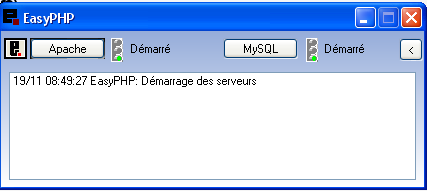 EasyPHP
Apache Démarré MySQL Démarré <
19/11 08:49:27 EasyPHP: Démarrage des serveurs